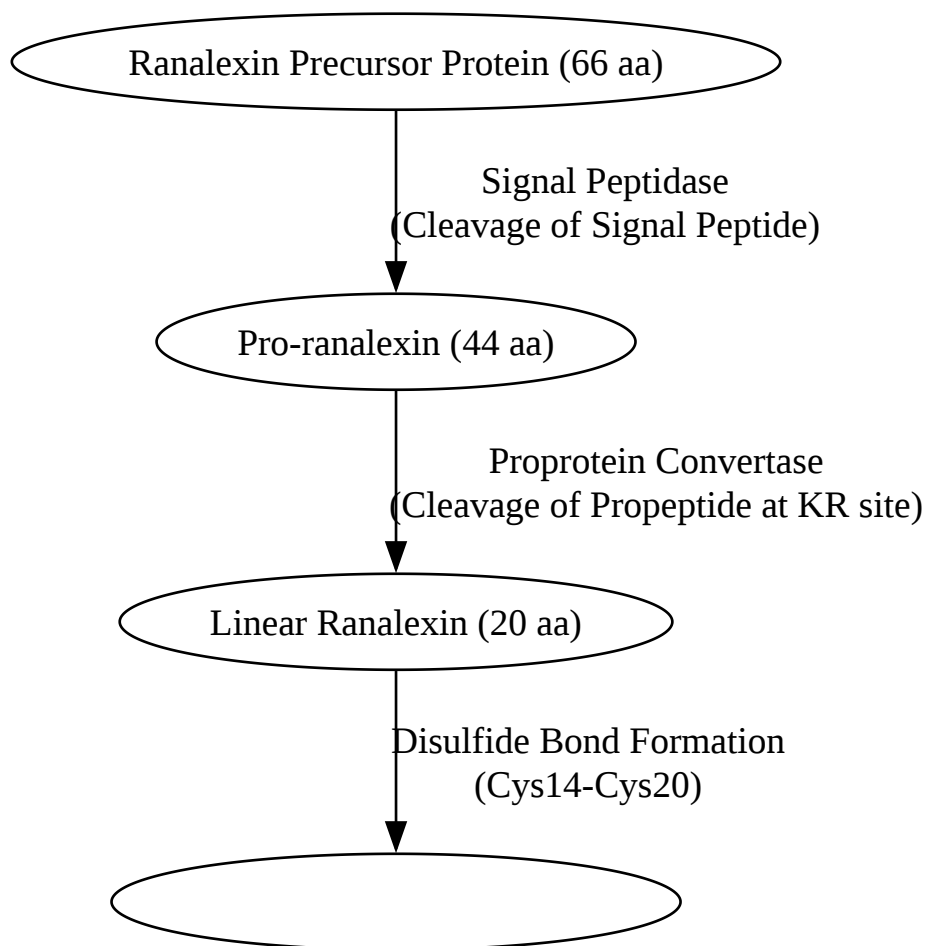 Ranalexin Precursor Protein (66 aa)
Signal Peptidase
(Cleavage of Signal Peptide)
Pro-ranalexin (44 aa)
Proprotein Convertase
(Cleavage of Propeptide at KR site)
Linear Ranalexin (20 aa)
Disulfide Bond Formation
(Cys14-Cys20)